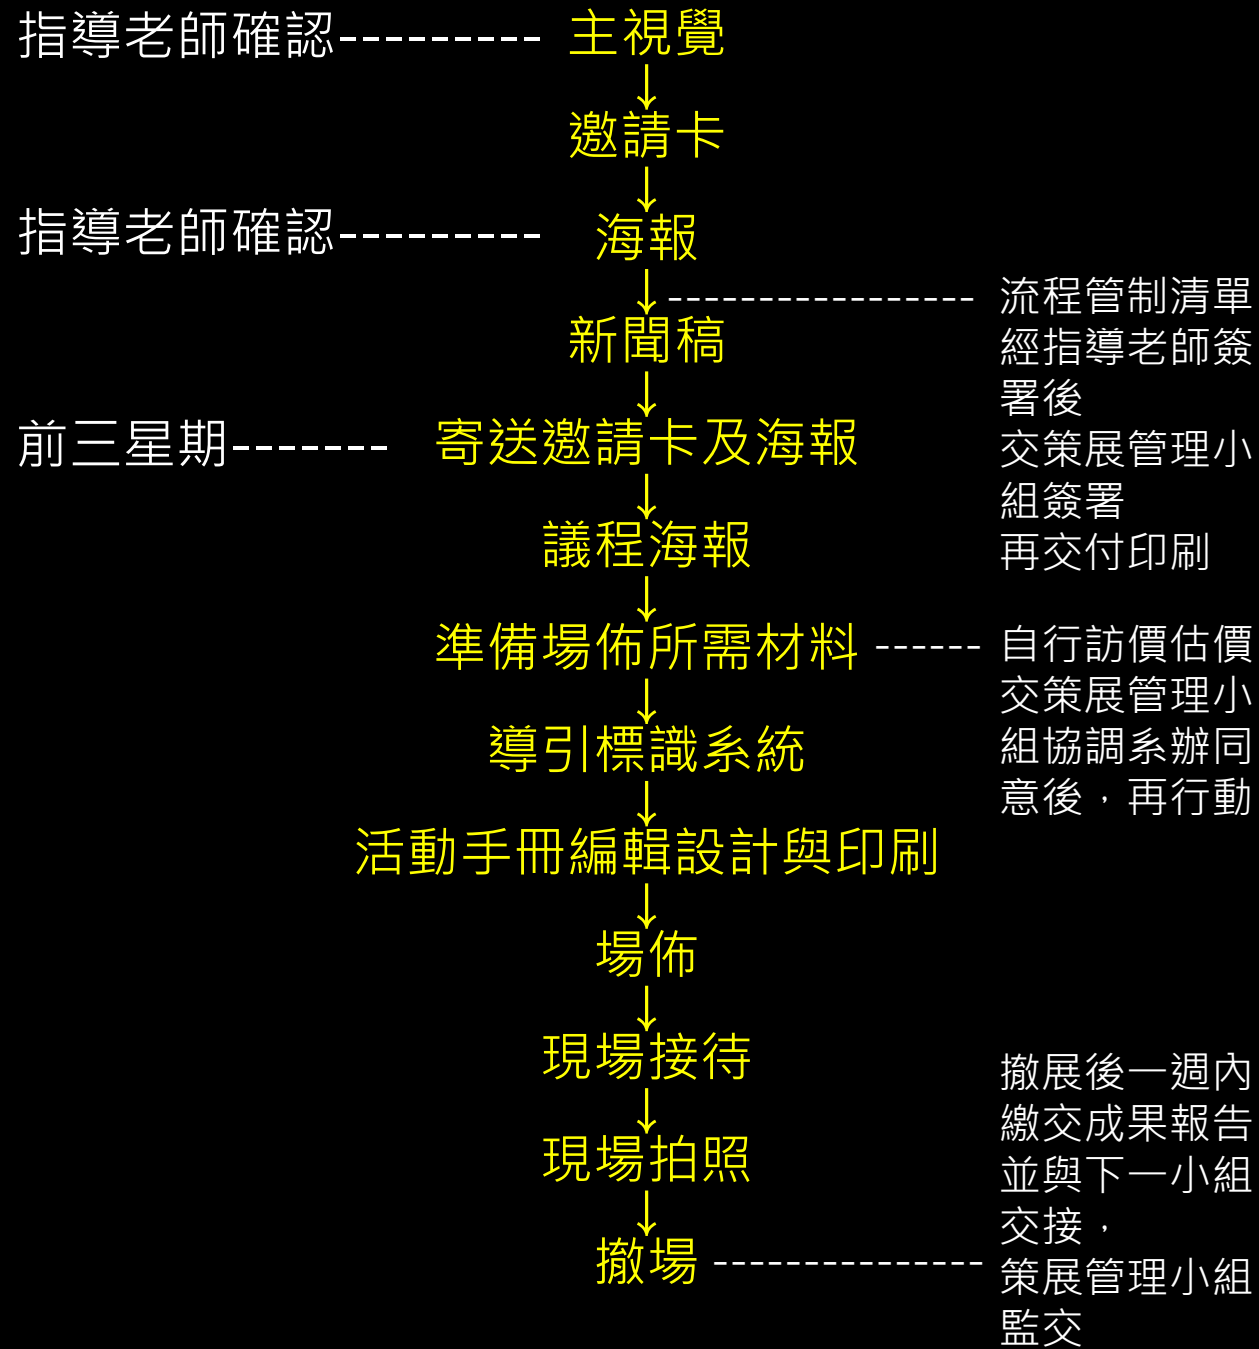 指導老師確認--------- 主視覺
↓
邀請卡
↓
指導老師確認--------- 海報
↓ ----------------- 流程管制清單
新聞稿
經指導老師簽
署後
交策展管理小
組簽署
再交付印刷
↓
前三星期------- 寄送邀請卡及海報
↓
議程海報
↓
準備場佈所需材料 ------ 自行訪價估價
交策展管理小
組協調系辦同
意後，再行動
↓
導引標識系統
↓
活動手冊編輯設計與印刷
↓
場佈
↓
現場接待
↓
現場拍照
↓
撤場 ---------------
撤展後一週內
繳交成果報告
並與下一小組
交接，
策展管理小組
監交